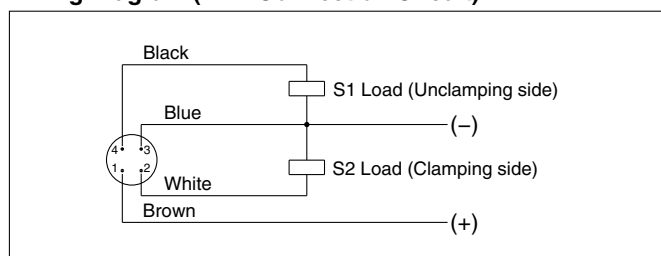 Black
S1 Load (Unclamping side)
Blue
(−)
4 3
1 2
S2 Load (Clamping side)
White
Brown
(+)